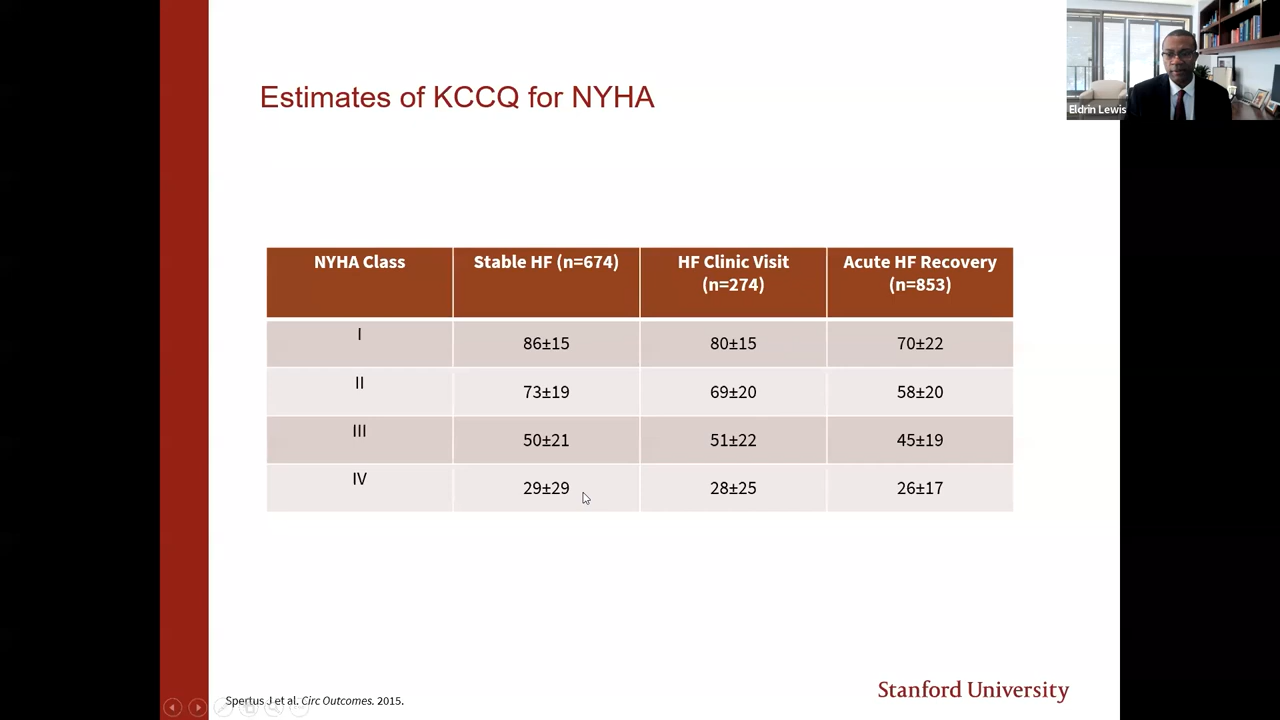 Estimates of KCCQ for NYHA
Eldrin Lewis
NYHA Class
Stable HF (n=674)
HF Clinic Visit
(n=274)
Acute HF Recovery
(n=853)
I
86±15
80±15
70±22
II
73±19
69±20
58±20
III
50±21
51±22
45±19
IV
29±29
28±25
26±17
Spertus J et al. Circ Outcomes. 2015.
Stanford University